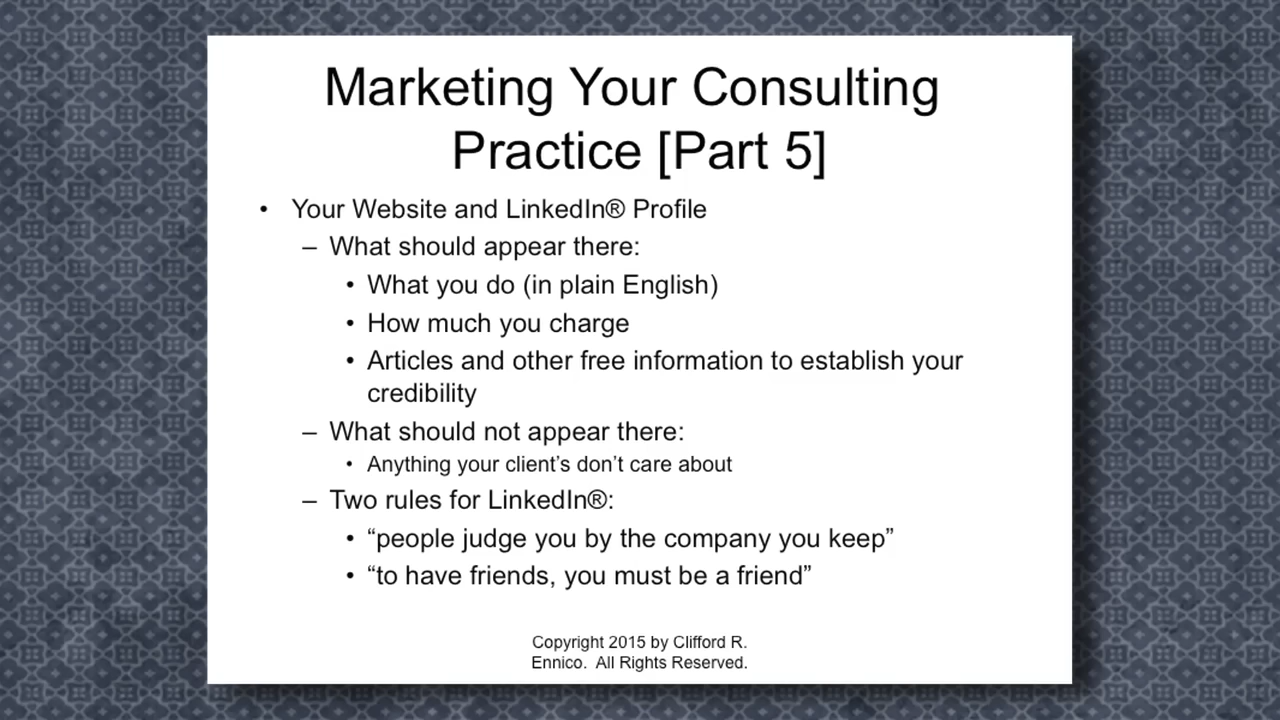 Marketing Your Consulting
Practice [Part 5]
• Your Website and LinkedIn® Profile
– What should appear there:
• What you do (in plain English)
• How much you charge
• Articles and other free information to establish your
credibility
– What should not appear there:
• Anything your client’s don’t care about
– Two rules for LinkedIn®:
• “people judge you by the company you keep”
• “to have friends, you must be a friend”
Copyright 2015 by Clifford R.
Ennico.  All Rights Reserved.